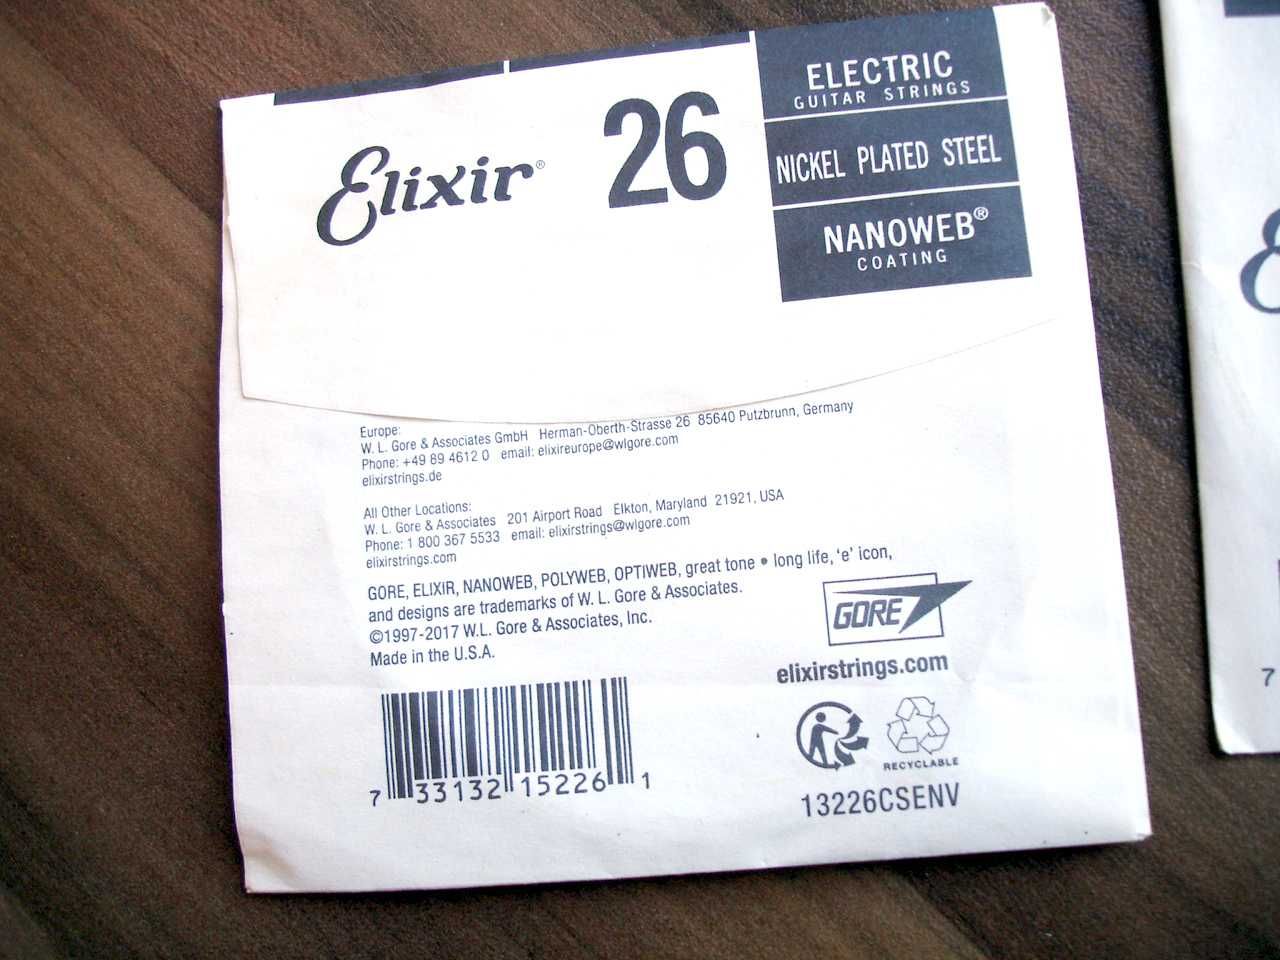 Elixir®
26
ELECTRIC
GUITAR STRINGS
NICKEL PLATED STEEL
NANOWEB®
COATING
Europe:
W. L. Gore & Associates GmbH Herman-Oberth-Strasse 26 85640 Putzbrunn, Germany
Phone: +49 89 4612 0 email: elixireurope@wlgore.com
elixirstrings.de
All Other Locations:
W. L. Gore & Associates 201 Airport Road Elkton, Maryland 21921, USA
Phone: 1 800 367 5533 email: elixirstrings@wlgore.com
elixirstrings.com
GORE, ELIXIR, NANOWEB, POLYWEB, OPTIWEB, great tone • long life, 'e' icon,
and designs are trademarks of W. L. Gore & Associates.
©1997-2017 W.L. Gore & Associates, Inc.
Made in the U.S.A.
GORE
elixirstrings.com
RECYCLABLE
7 33132 15226 1
13226CSENV
7